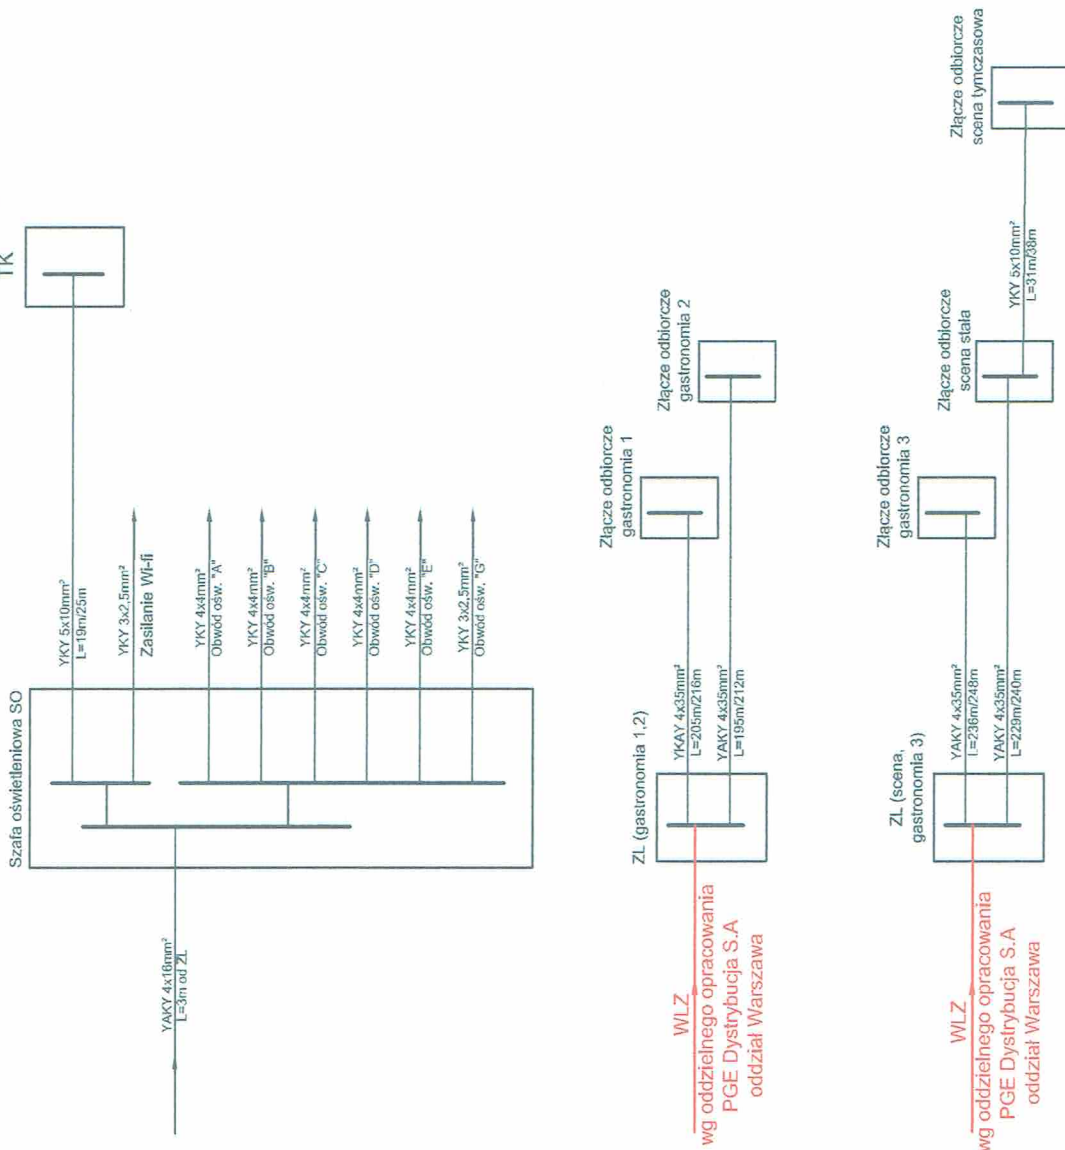 TK
YKY 5x10mm²
L=19m/25m
YKY 3x2,5mm²
Zasilanie Wi-fi
YKY 4x4mm²
Obwód ośw. "A"
YKY 4x4mm²
Obwód ośw. "B"
YKY 4x4mm²
Obwód ośw. "C"
YKY 4x4mm²
Obwód ośw. "D"
YKY 4x4mm²
Obwód ośw. "E"
YKY 3x2,5mm²
Obwód ośw. "G"
Szafa oświetleniowa SO
YAKY 4x16mm²
L=3m od ZL
Złącze odbiorcze
gastronomia 1
Złącze odbiorcze
gastronomia 2
YKAY 4x35mm²
L=205m/216m
YAKY 4x35mm²
L=195m/212m
ZL (gastronomia 1,2)
WLZ
wg oddzielnego opracowania
PGE Dystrybucja S.A
oddział Warszawa
Złącze odbiorcze
scena tymczasowa
YKY 5x10mm²
L=31m/38m
Złącze odbiorcze
scena stała
Złącze odbiorcze
gastronomia 3
YAKY 4x35mm²
L=236m/248m
YAKY 4x35mm²
L=229m/240m
ZL (scena,
gastronomia 3)
WLZ
wg oddzielnego opracowania
PGE Dystrybucja S.A
oddział Warszawa